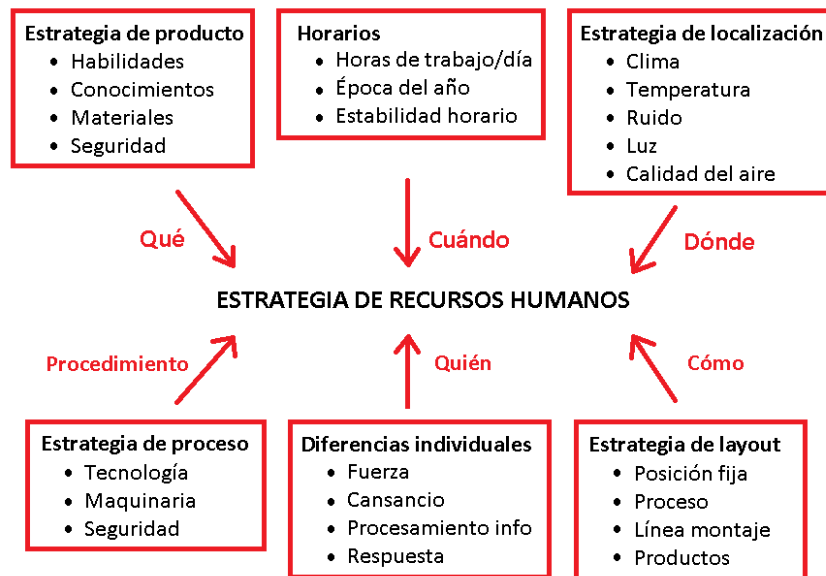 Estrategia de producto
• Habilidades
• Conocimientos
• Materiales
• Seguridad
Horarios
• Horas de trabajo/día
• Época del año
• Estabilidad horario
Estrategia de localización
• Clima
• Temperatura
• Ruido
• Luz
• Calidad del aire
Qué
Cuándo
Dónde
ESTRATEGIA DE RECURSOS HUMANOS
Procedimiento
Quién
Cómo
Estrategia de proceso
• Tecnología
• Maquinaria
• Seguridad
Diferencias individuales
• Fuerza
• Cansancio
• Procesamiento info
• Respuesta
Estrategia de layout
• Posición fija
• Proceso
• Línea montaje
• Productos